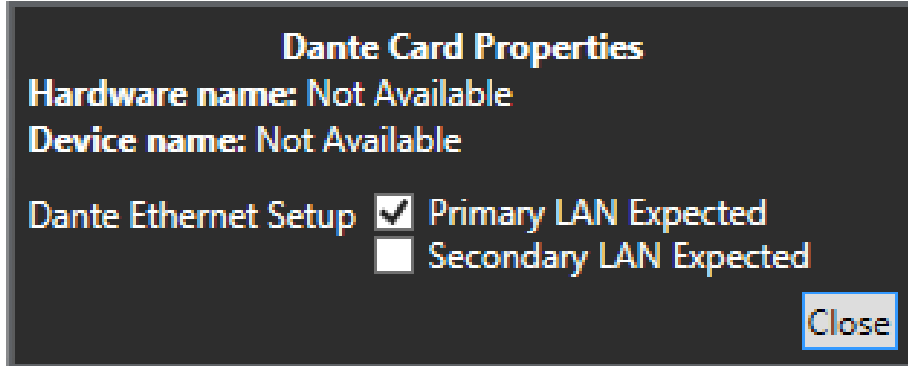 Dante Card Properties
Hardware name: Not Available
Device name: Not Available
Dante Ethernet Setup Primary LAN Expected
Secondary LAN Expected
Close